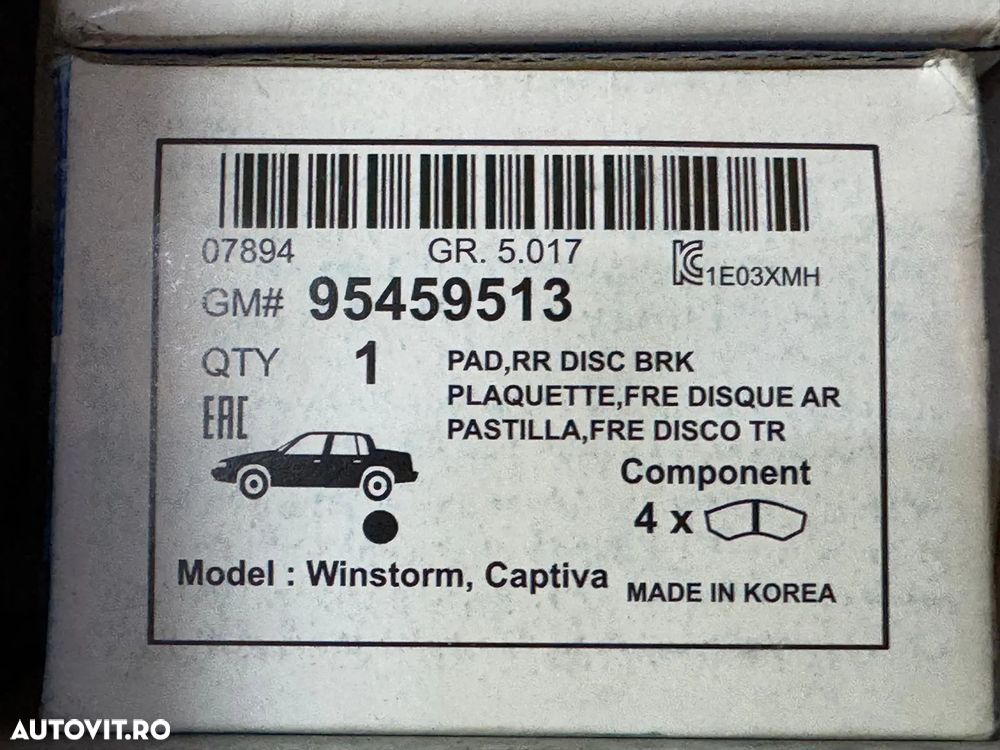 07894 GR. 5.017 KC 1E03XMH
GM# 95459513
QTY 1 PAD,RR DISC BRK
PLAQUETTE,FRE DISQUE AR
EAC PASTILLA,FRE DISCO TR
Component
4 x
Model : Winstorm, Captiva MADE IN KOREA
AUTOVIT.RO